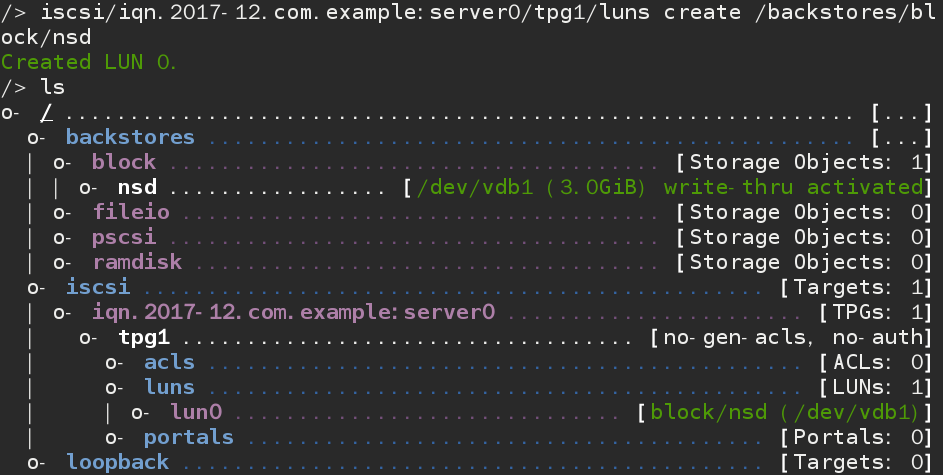 /> iscsi/iqn.2017-12.com.example:server0/tpg1/luns create /backstores/bl
ock/nsd
Created LUN 0.
/> ls
o- / ............................................................. [...]
  o- backstores .................................................. [...]
  | o- block ...................................... [Storage Objects: 1]
  | | o- nsd ................. [/dev/vdb1 (3.0GiB) write-thru activated]
  | o- fileio ..................................... [Storage Objects: 0]
  | o- pscsi ...................................... [Storage Objects: 0]
  | o- ramdisk .................................... [Storage Objects: 0]
  o- iscsi ................................................ [Targets: 1]
  | o- iqn.2017-12.com.example:server0 ....................... [TPGs: 1]
  |   o- tpg1 ................................... [no-gen-acls, no-auth]
  |     o- acls .............................................. [ACLs: 0]
  |     o- luns .............................................. [LUNs: 1]
  |     | o- lun0 ............................... [block/nsd (/dev/vdb1)]
  |     o- portals ........................................ [Portals: 0]
  o- loopback ............................................. [Targets: 0]